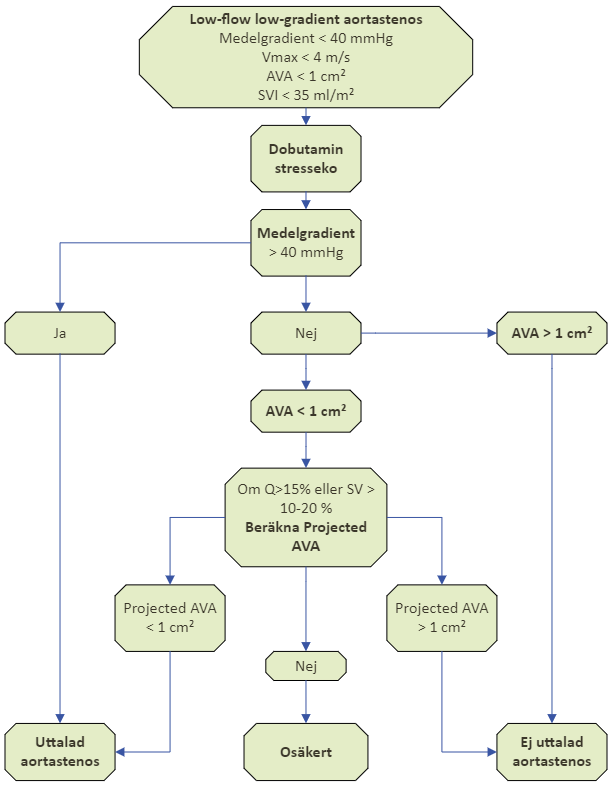 Low-flow low-gradient aortastenos
Medelgradient < 40 mmHg
Vmax < 4 m/s
AVA < 1 cm²
SVI < 35 ml/m²
Dobutamin
stresseko
Medelgradient
> 40 mmHg
Ja
Nej
AVA > 1 cm²
AVA < 1 cm²
Om Q>15% eller SV >
10-20 %
Beräkna Projected
AVA
Projected AVA
< 1 cm²
Projected AVA
> 1 cm²
Nej
Uttalad
aortastenos
Osäkert
Ej uttalad
aortastenos